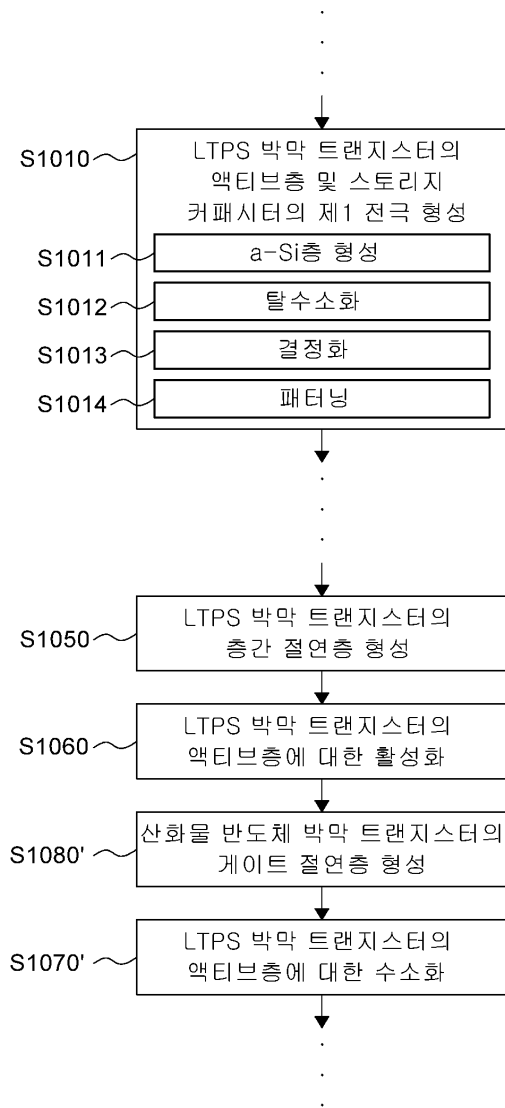 S1010
LTPS 박막 트랜지스터의
액티브층 및 스토리지
커패시터의 제1 전극 형성
S1011
a-Si층 형성
S1012
탈수소화
S1013
결정화
S1014
패터닝
S1050
LTPS 박막 트랜지스터의
층간 절연층 형성
S1060
LTPS 박막 트랜지스터의
액티브층에 대한 활성화
S1080'
산화물 반도체 박막 트랜지스터의
게이트 절연층 형성
S1070'
LTPS 박막 트랜지스터의
액티브층에 대한 수소화